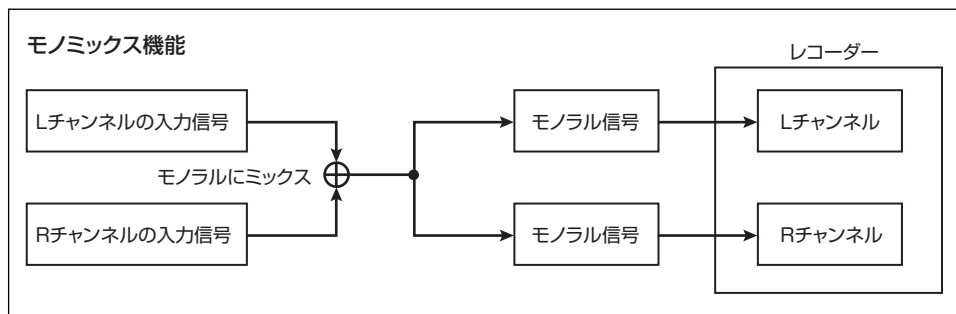 モノミックス機能
レコーダー
Lチャンネルの入力信号
モノラル信号
Lチャンネル
モノラルにミックス
Rチャンネルの入力信号
モノラル信号
Rチャンネル